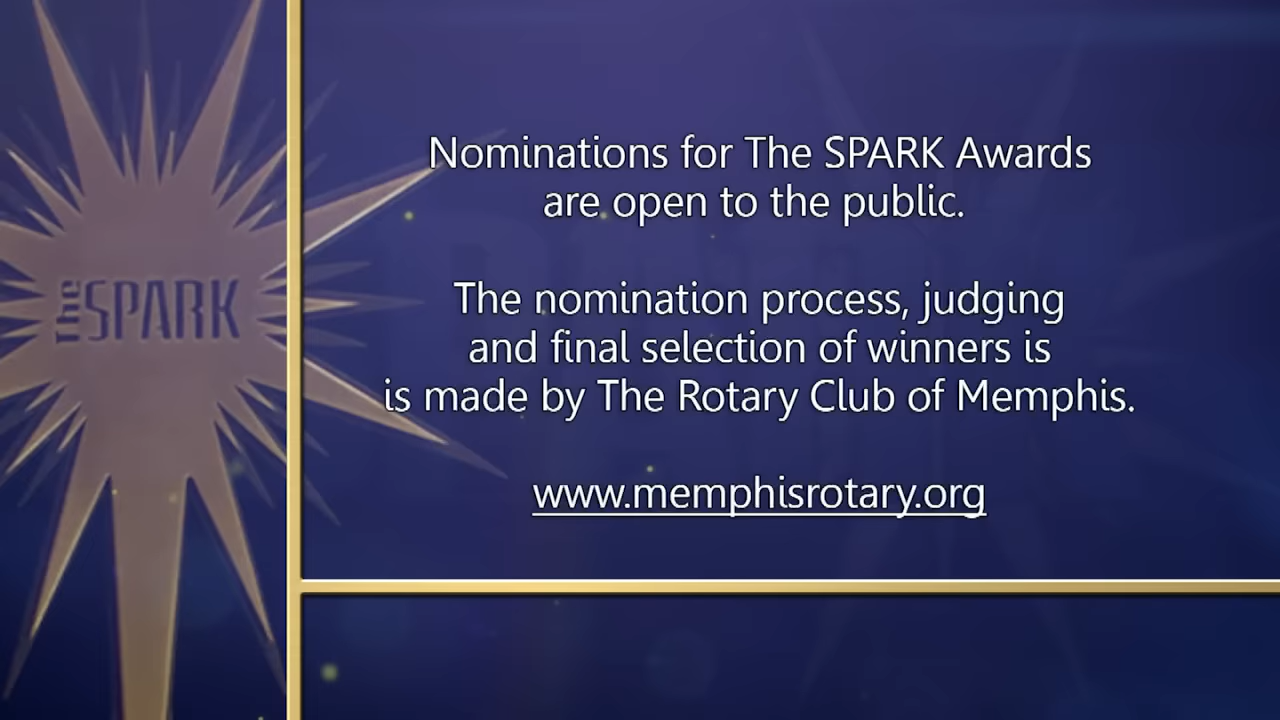 The SPARK
Nominations for The SPARK Awards
are open to the public.
The nomination process, judging
and final selection of winners is
is made by The Rotary Club of Memphis.
www.memphisrotary.org